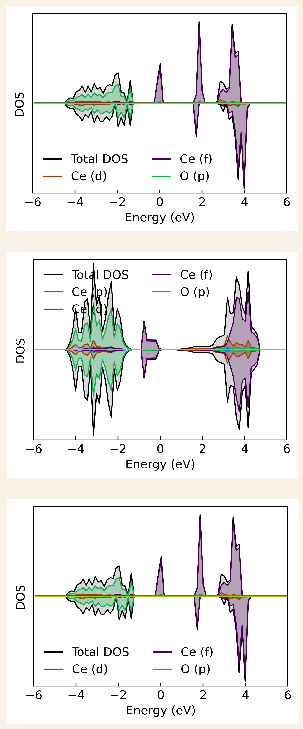 DOS
Total DOS Ce (f)
Ce (d) O (p)
−6 −4 −2 0 2 4 6
Energy (eV)
DOS
Total DOS Ce (f)
Ce (p) O (p)
Ce (d)
−6 −4 −2 0 2 4 6
Energy (eV)
DOS
Total DOS Ce (f)
Ce (d) O (p)
−6 −4 −2 0 2 4 6
Energy (eV)